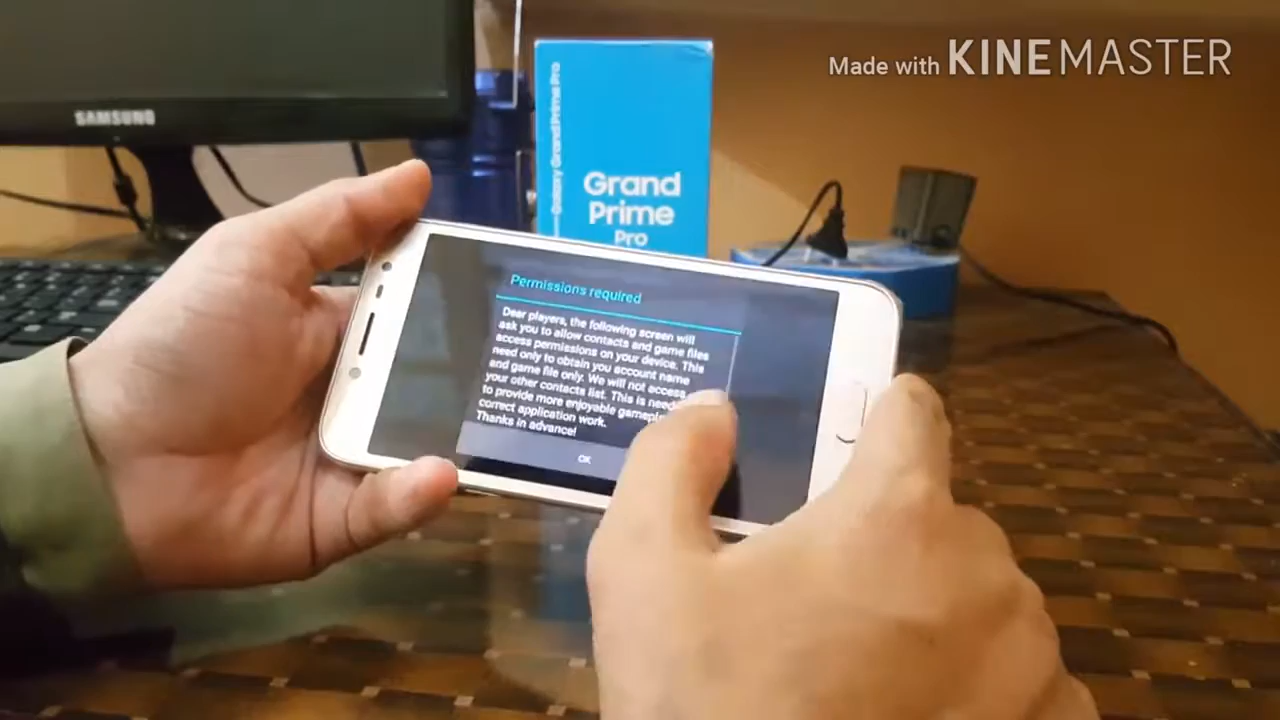 Made with KINEMASTER
SAMSUNG
Galaxy Grand Prime Pro
Grand
Prime
Pro
Permissions required
Dear players, the following screen will
ask you to allow contacts and game files
access permissions on your device. This
need only to obtain you account name
and game file only. We will not access
your other contacts list. This is
to provide more enjoyable
correct application work.
Thanks in advance!
OK